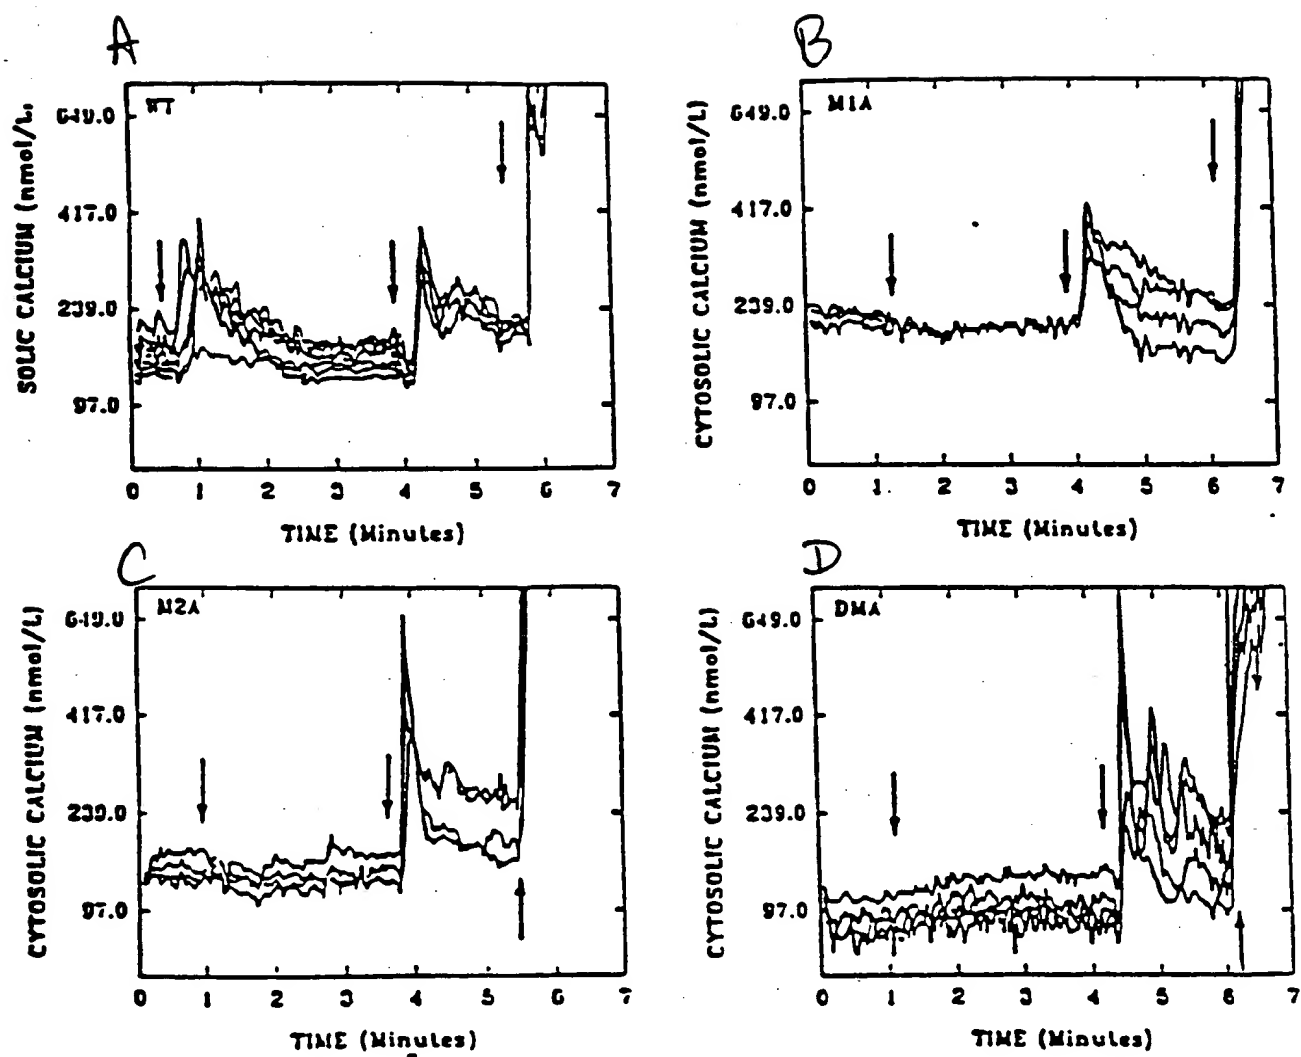 A
SOLIC CALCIUM (nmol/L)
WT
649.0
417.0
239.0
97.0
0 1 2 3 4 5 6 7
TIME (Minutes)
B
CYTOSOLIC CALCIUM (nmol/L)
M1A
649.0
417.0
239.0
97.0
0 1 2 3 4 5 6 7
TIME (Minutes)
C
CYTOSOLIC CALCIUM (nmol/L)
M2A
649.0
417.0
239.0
97.0
0 1 2 3 4 5 6 7
TIME (Minutes)
D
CYTOSOLIC CALCIUM (nmol/L)
DMA
649.0
417.0
239.0
97.0
0 1 2 3 4 5 6 7
TIME (Minutes)